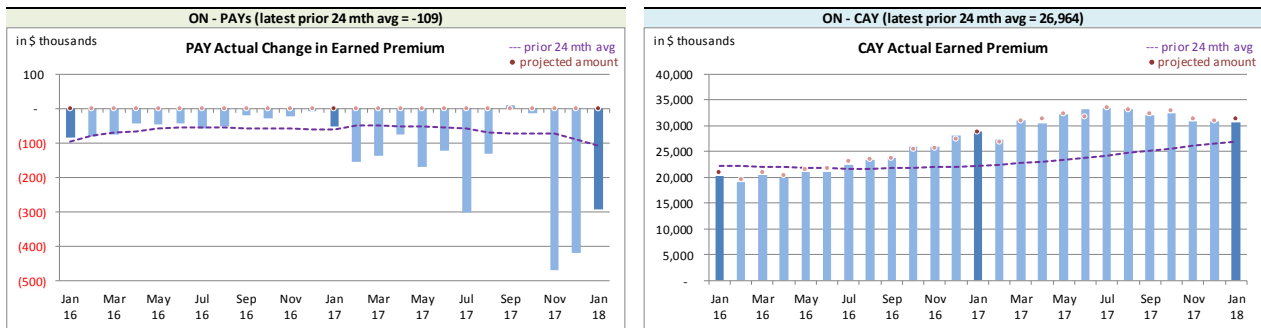 ON - PAYs (latest prior 24 mth avg = -109)
in $ thousands
PAY Actual Change in Earned Premium
--- prior 24 mth avg
• projected amount
100
-
(100)
(200)
(300)
(400)
(500)
Jan Mar May Jul Sep Nov Jan Mar May Jul Sep Nov Jan
16 16 16 16 16 16 17 17 17 17 17 17 18
ON - CAY (latest prior 24 mth avg = 26,964)
in $ thousands
CAY Actual Earned Premium
--- prior 24 mth avg
• projected amount
40,000
35,000
30,000
25,000
20,000
15,000
10,000
5,000
-
Jan Mar May Jul Sep Nov Jan Mar May Jul Sep Nov Jan
16 16 16 16 16 16 17 17 17 17 17 17 18